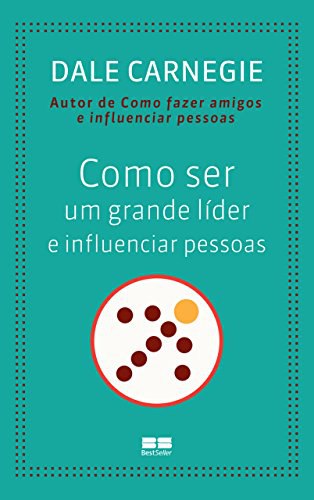 DALE CARNEGIE
Autor de Como fazer amigos
e influenciar pessoas
Como ser
um grande líder
e influenciar pessoas
BestSeller